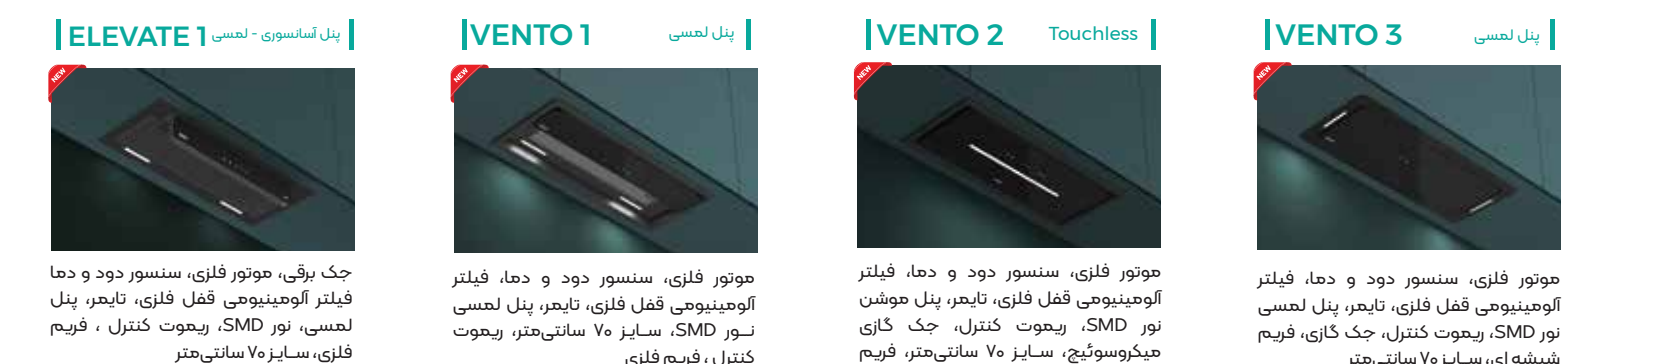 ELEVATE 1 پنل آسانسوری - لمسی
NEW
جک برقی، موتور فلزی، سنسور دود و دما
فیلتر آلومینیومی قفل فلزی، تایمر، پنل
لمسی، نور SMD، ریموت کنترل ، فریم
فلزی، سایز ۷۰ سانتی‌متر
VENTO 1 پنل لمسی
NEW
موتور فلزی، سنسور دود و دما، فیلتر
آلومینیومی قفل فلزی، تایمر، پنل لمسی
نور SMD، سایز ۷۰ سانتی‌متر، ریموت
کنترل ، فریم فلزی
VENTO 2 Touchless
NEW
موتور فلزی، سنسور دود و دما، فیلتر
آلومینیومی قفل فلزی، تایمر، پنل موشن
نور SMD، ریموت کنترل، جک گازی
میکروسوئیچ، سایز ۷۰ سانتی‌متر، فریم
VENTO 3 پنل لمسی
NEW
موتور فلزی، سنسور دود و دما، فیلتر
آلومینیومی قفل فلزی، تایمر، پنل لمسی
نور SMD، ریموت کنترل، جک گازی، فریم
شیشه ای، سایز ۷۰ سانتی‌متر